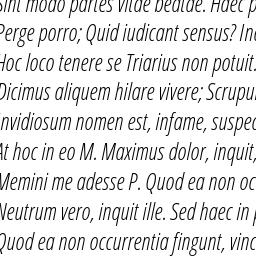 Sint modo partes vitae beatae. Haec p
Perge porro; Quid iudicant sensus? Ine
Hoc loco tenere se Triarius non potuit.
Dicimus aliquem hilare vivere; Scrupu
Invidiosum nomen est, infame, suspec
At hoc in eo M. Maximus dolor, inquit,
Memini me adesse P. Quod ea non oc
Neutrum vero, inquit ille. Sed haec in p
Quod ea non occurrentia fingunt, vinc